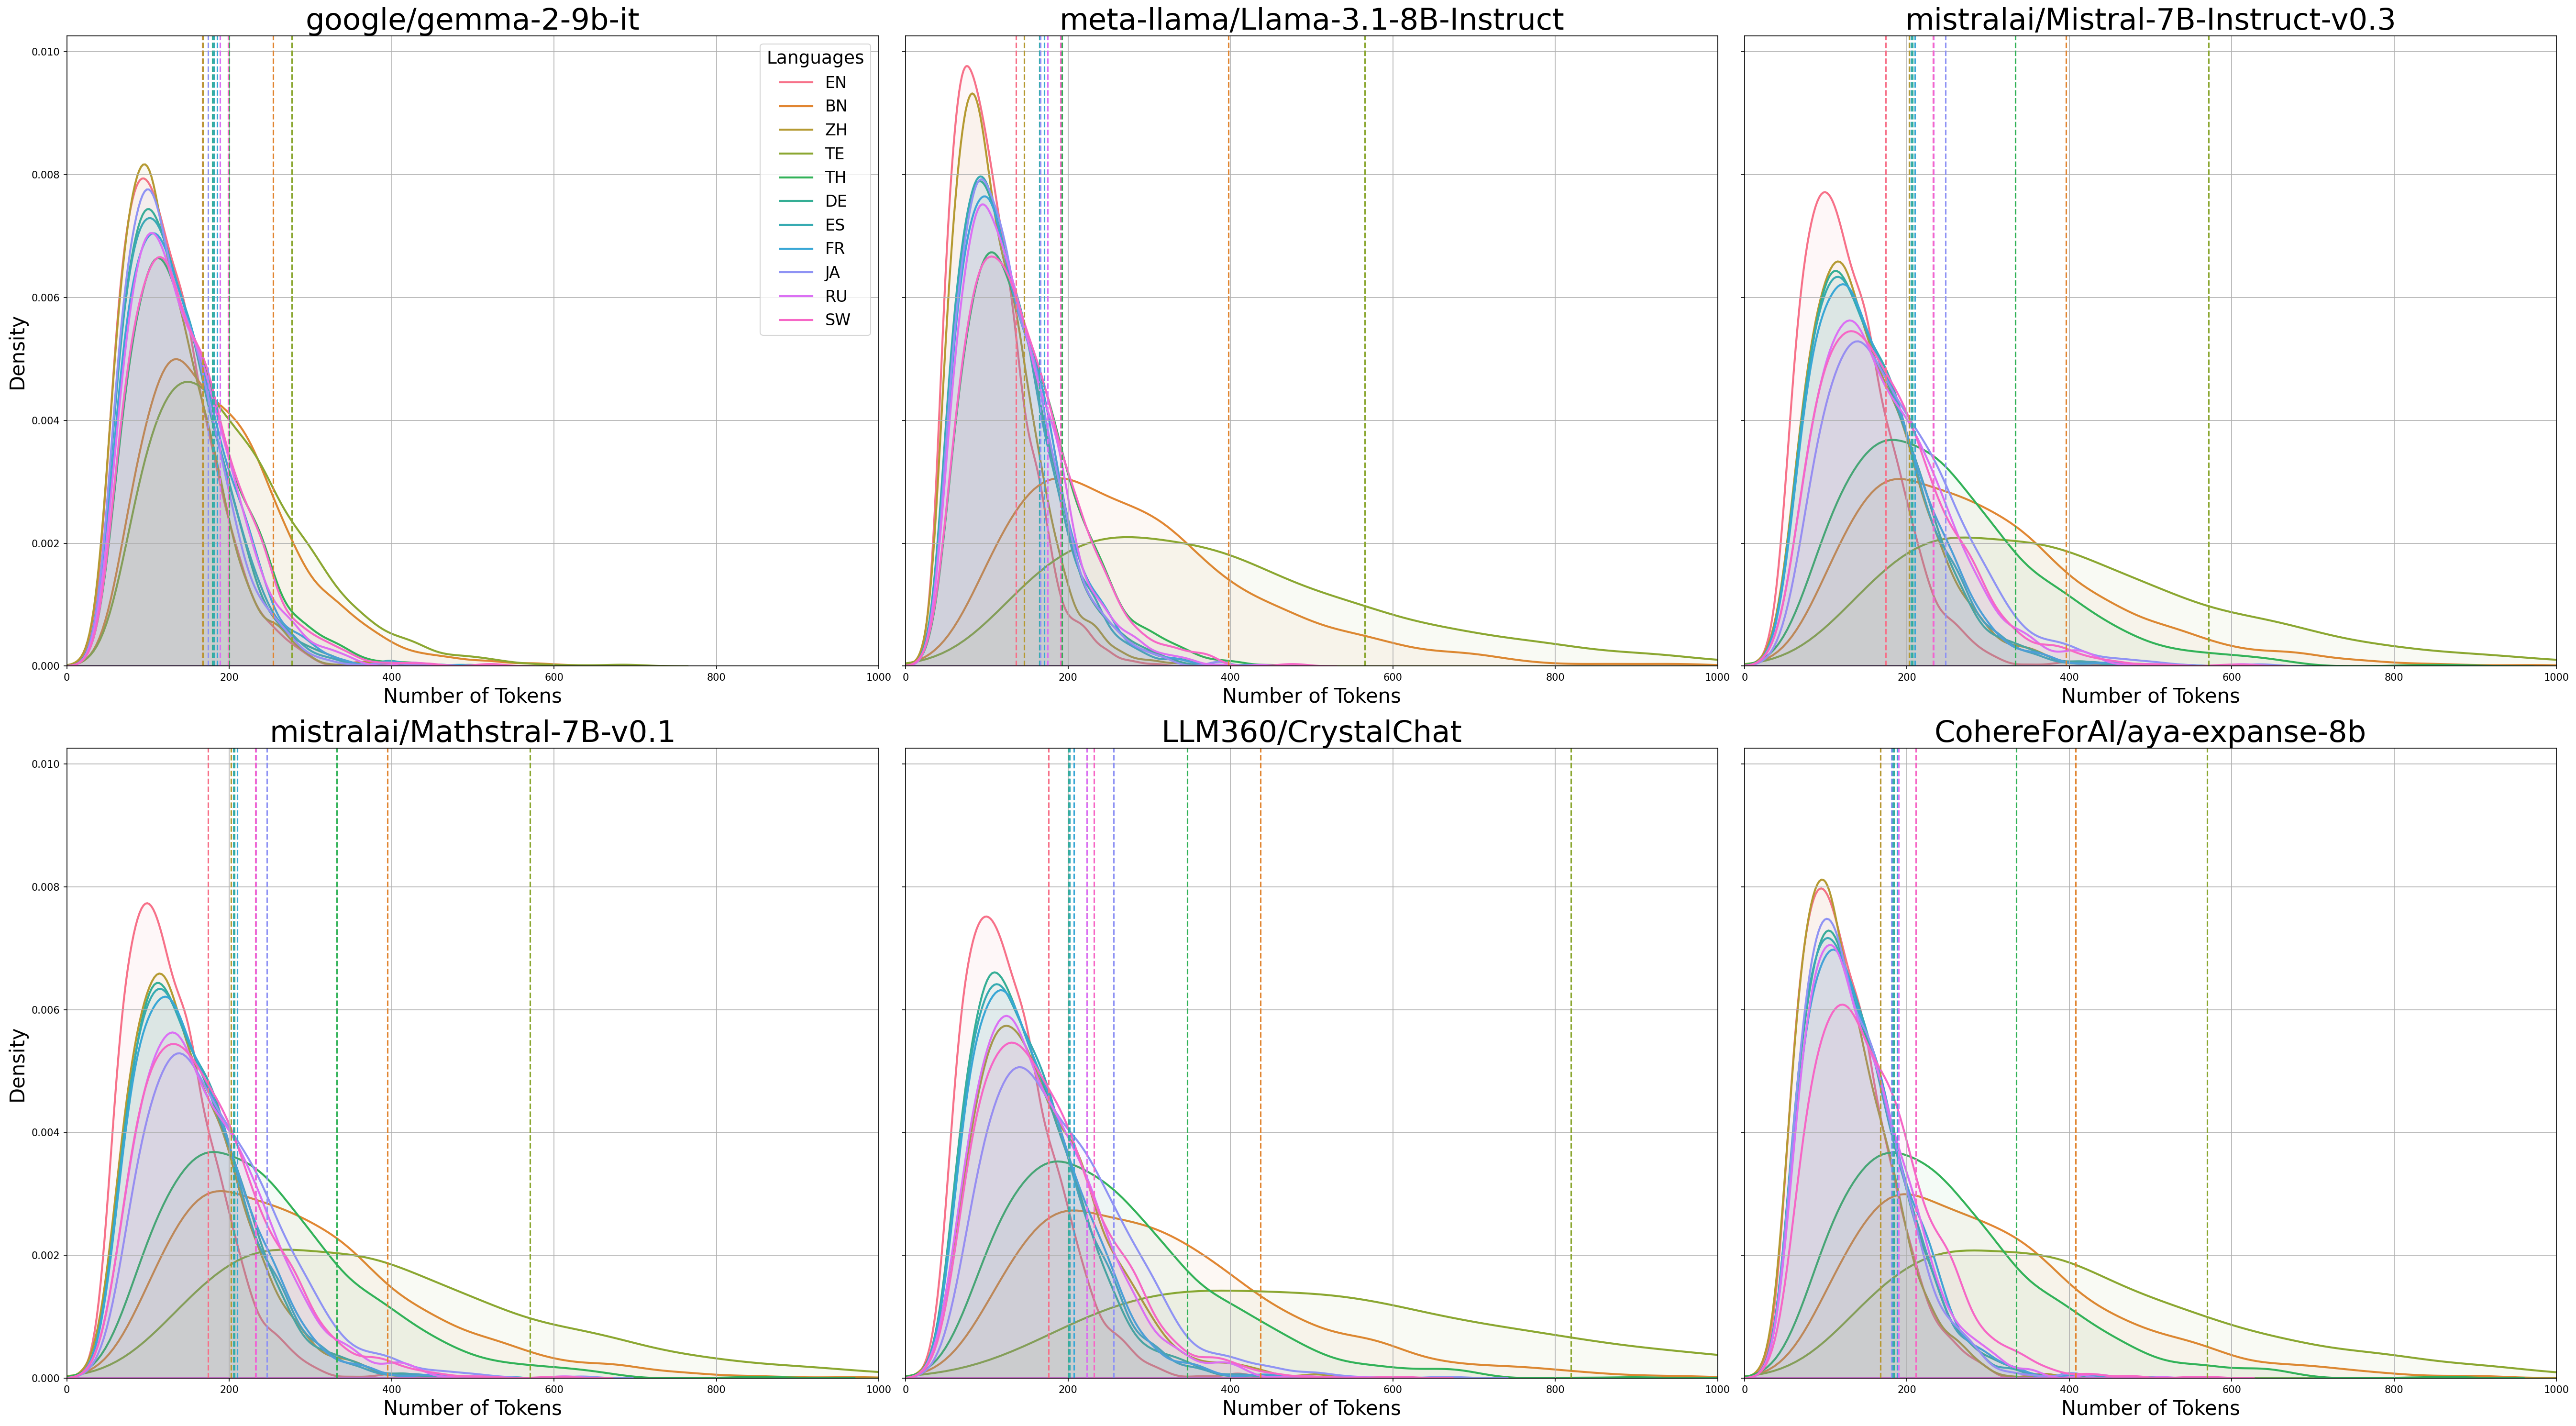 google/gemma-2-9b-it
meta-llama/Llama-3.1-8B-Instruct
mistralai/Mistral-7B-Instruct-v0.3
0.010
0.008
0.006
0.004
0.002
0.000
Density
Languages
EN
BN
ZH
TE
TH
DE
ES
FR
JA
RU
SW
0 200 400 600 800 1000
0 200 400 600 800 1000
0 200 400 600 800 1000
Number of Tokens
Number of Tokens
Number of Tokens
mistralai/Mathstral-7B-v0.1
LLM360/CrystalChat
CohereForAI/aya-expanse-8b
0.010
0.008
0.006
0.004
0.002
0.000
Density
0 200 400 600 800 1000
0 200 400 600 800 1000
0 200 400 600 800 1000
Number of Tokens
Number of Tokens
Number of Tokens